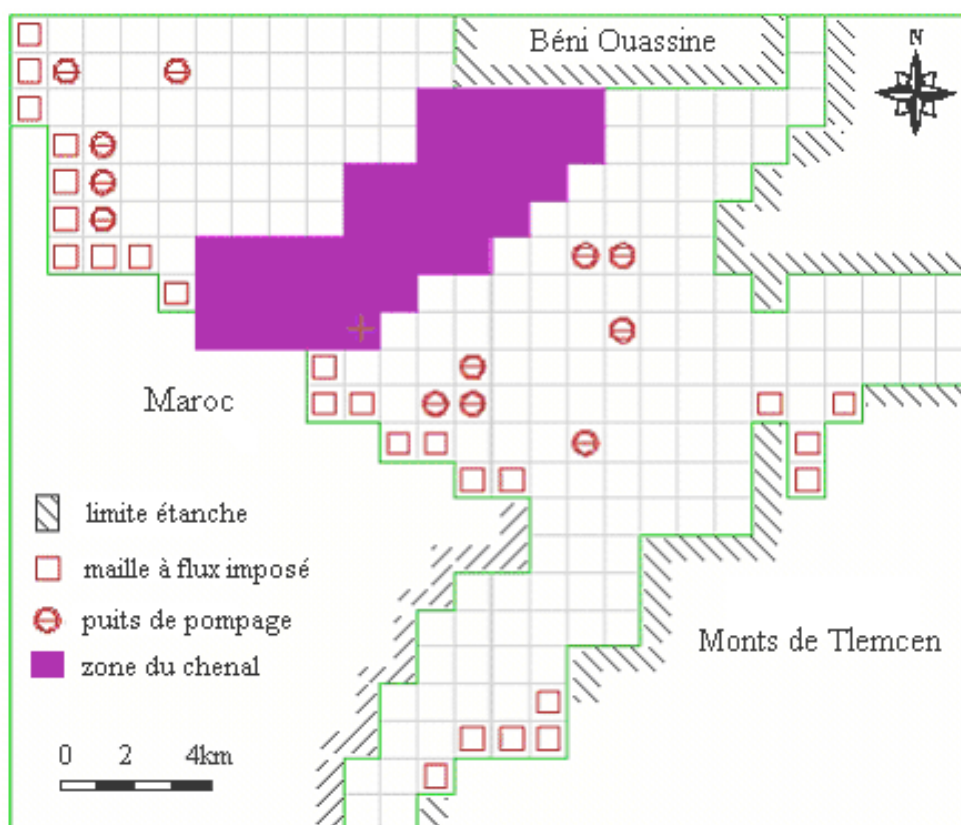 Béni Ouassine
N
Maroc
limite étanche
maille à flux imposé
puits de pompage
zone du chenal
Monts de Tlemcen
0 2 4km